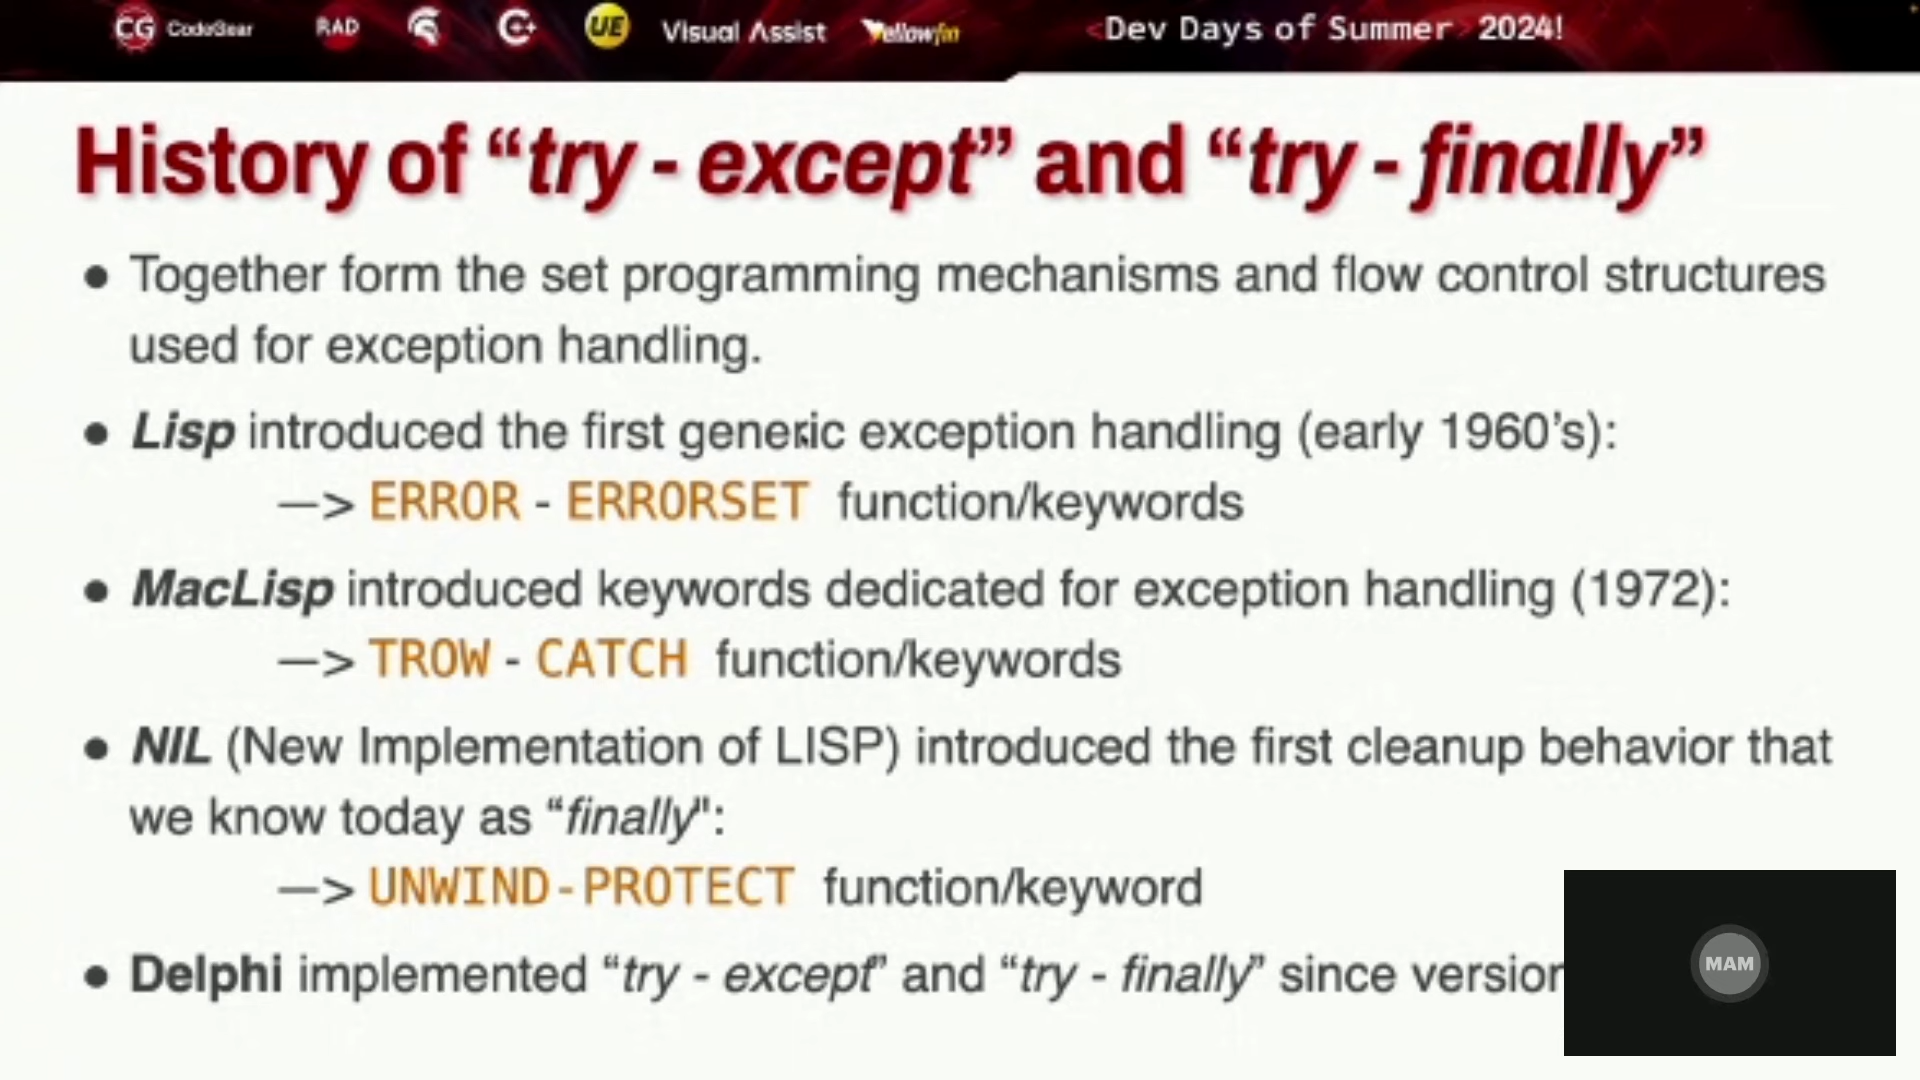 CG CodeGear RAD C+ UE Visual Assist Yellowfin <Dev Days of Summer> 2024!
History of “try - except” and “try - finally”
● Together form the set programming mechanisms and flow control structures
used for exception handling.
● Lisp introduced the first generic exception handling (early 1960’s):
—> ERROR - ERRORSET function/keywords
● MacLisp introduced keywords dedicated for exception handling (1972):
—> TROW - CATCH function/keywords
● NIL (New Implementation of LISP) introduced the first cleanup behavior that
we know today as “finally":
—> UNWIND-PROTECT function/keyword
● Delphi implemented “try - except” and “try - finally” since version
MAM